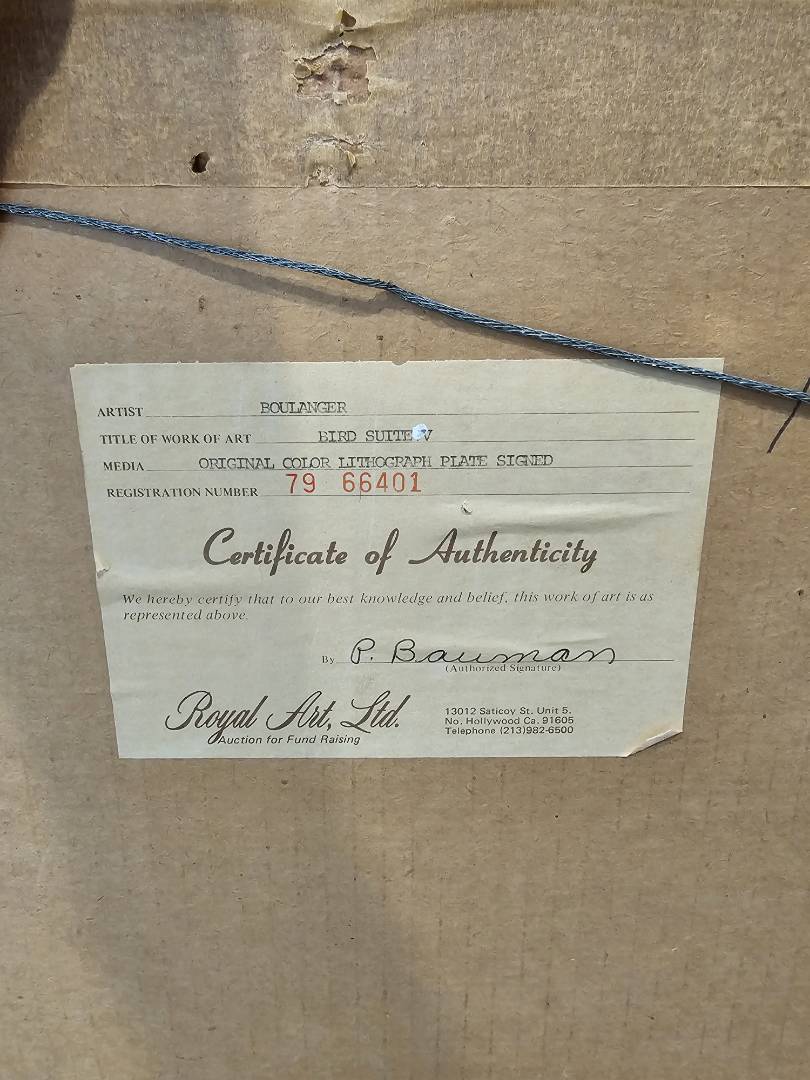 ARTIST BOULANGER
TITLE OF WORK OF ART BIRD SUITE V
MEDIA ORIGINAL COLOR LITHOGRAPH PLATE SIGNED
REGISTRATION NUMBER 79 66401
Certificate of Authenticity
We hereby certify that to our best knowledge and belief, this work of art is as
represented above.
By P. Bauman
(Authorized Signature)
Royal Art, Ltd.
Auction for Fund Raising
13012 Saticoy St. Unit 5.
No. Hollywood Ca. 91605
Telephone (213)982-6500